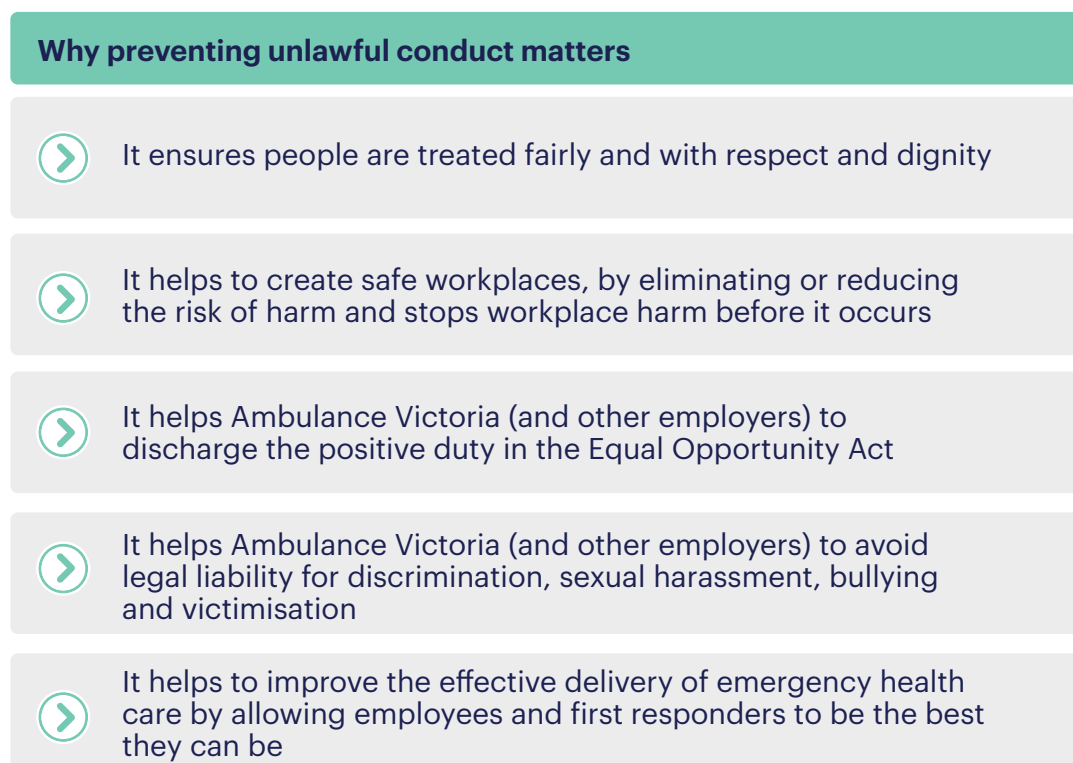 Why preventing unlawful conduct matters
It ensures people are treated fairly and with respect and dignity
It helps to create safe workplaces, by eliminating or reducing
the risk of harm and stops workplace harm before it occurs
It helps Ambulance Victoria (and other employers) to
discharge the positive duty in the Equal Opportunity Act
It helps Ambulance Victoria (and other employers) to avoid
legal liability for discrimination, sexual harassment, bullying
and victimisation
It helps to improve the effective delivery of emergency health
care by allowing employees and first responders to be the best
they can be